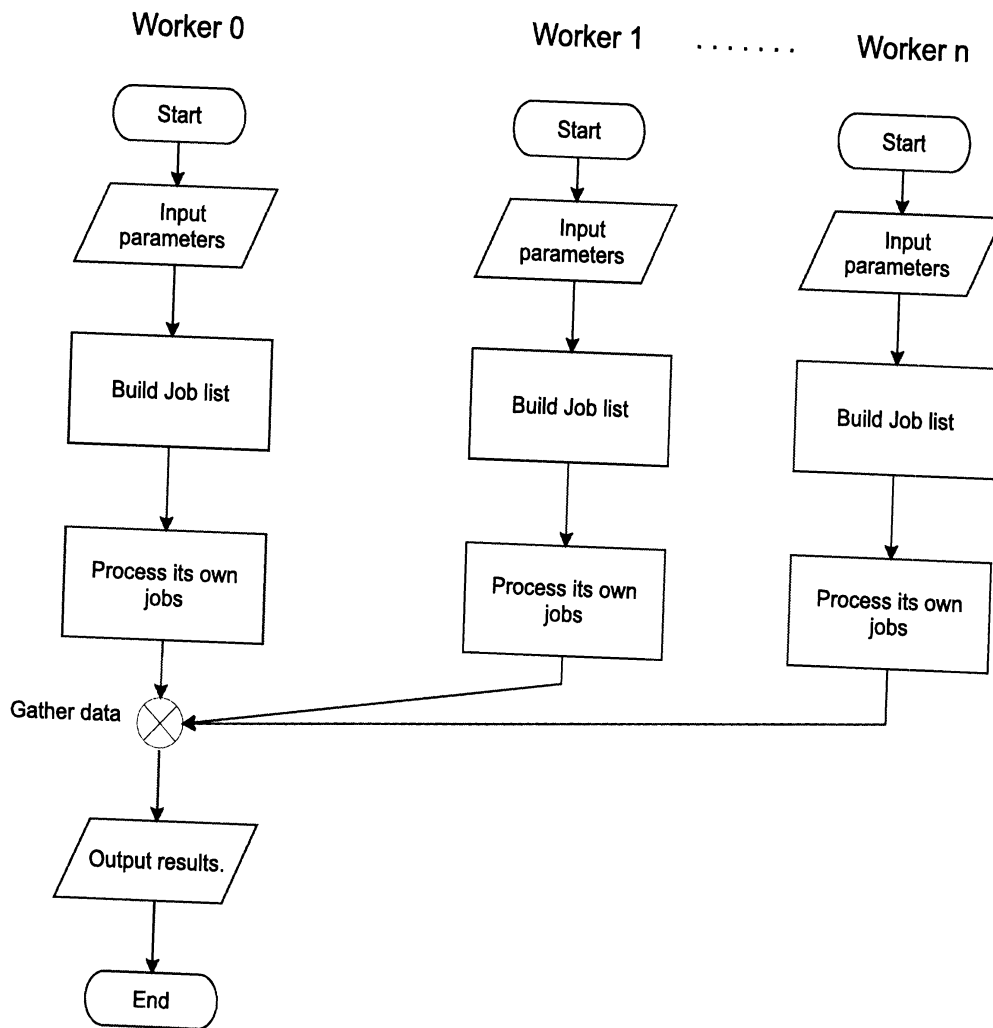 Worker 0
Worker 1
. . . . . . .
Worker n
Start
Start
Start
Input
parameters
Input
parameters
Input
parameters
Build Job list
Build Job list
Build Job list
Process its own
jobs
Process its own
jobs
Process its own
jobs
Gather data
Output results.
End